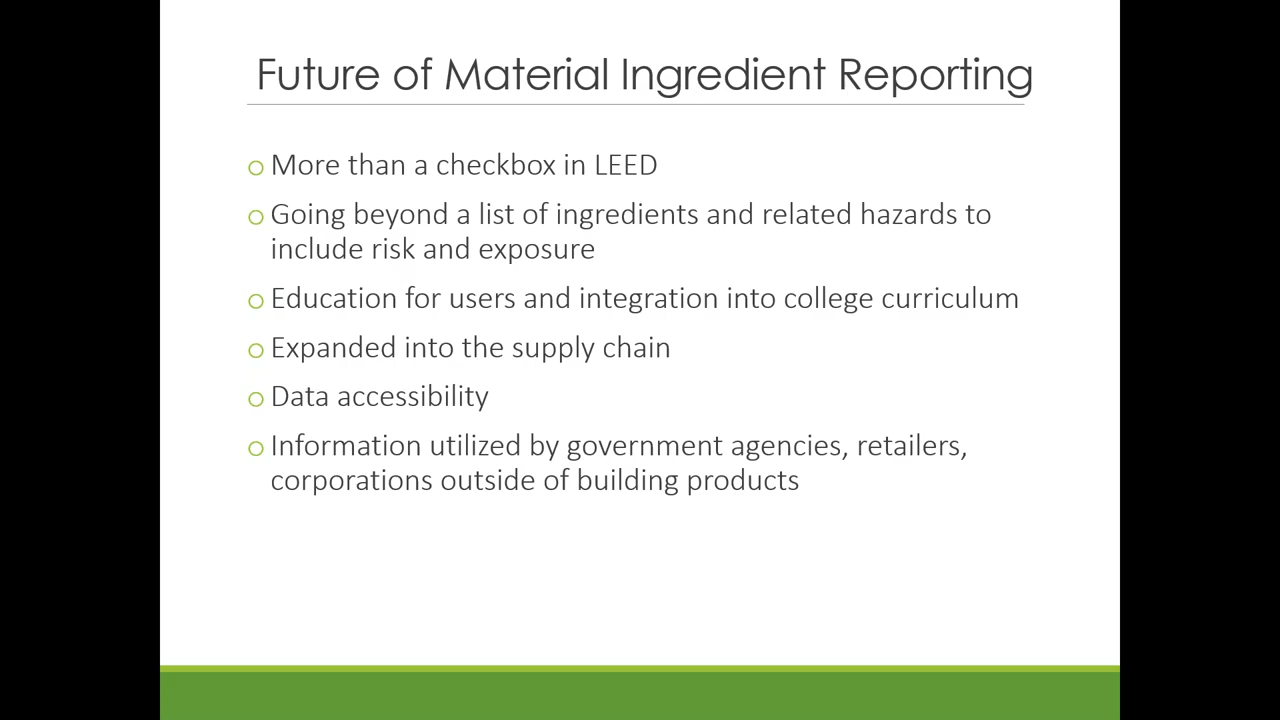 Future of Material Ingredient Reporting
More than a checkbox in LEED
Going beyond a list of ingredients and related hazards to
include risk and exposure
Education for users and integration into college curriculum
Expanded into the supply chain
Data accessibility
Information utilized by government agencies, retailers,
corporations outside of building products